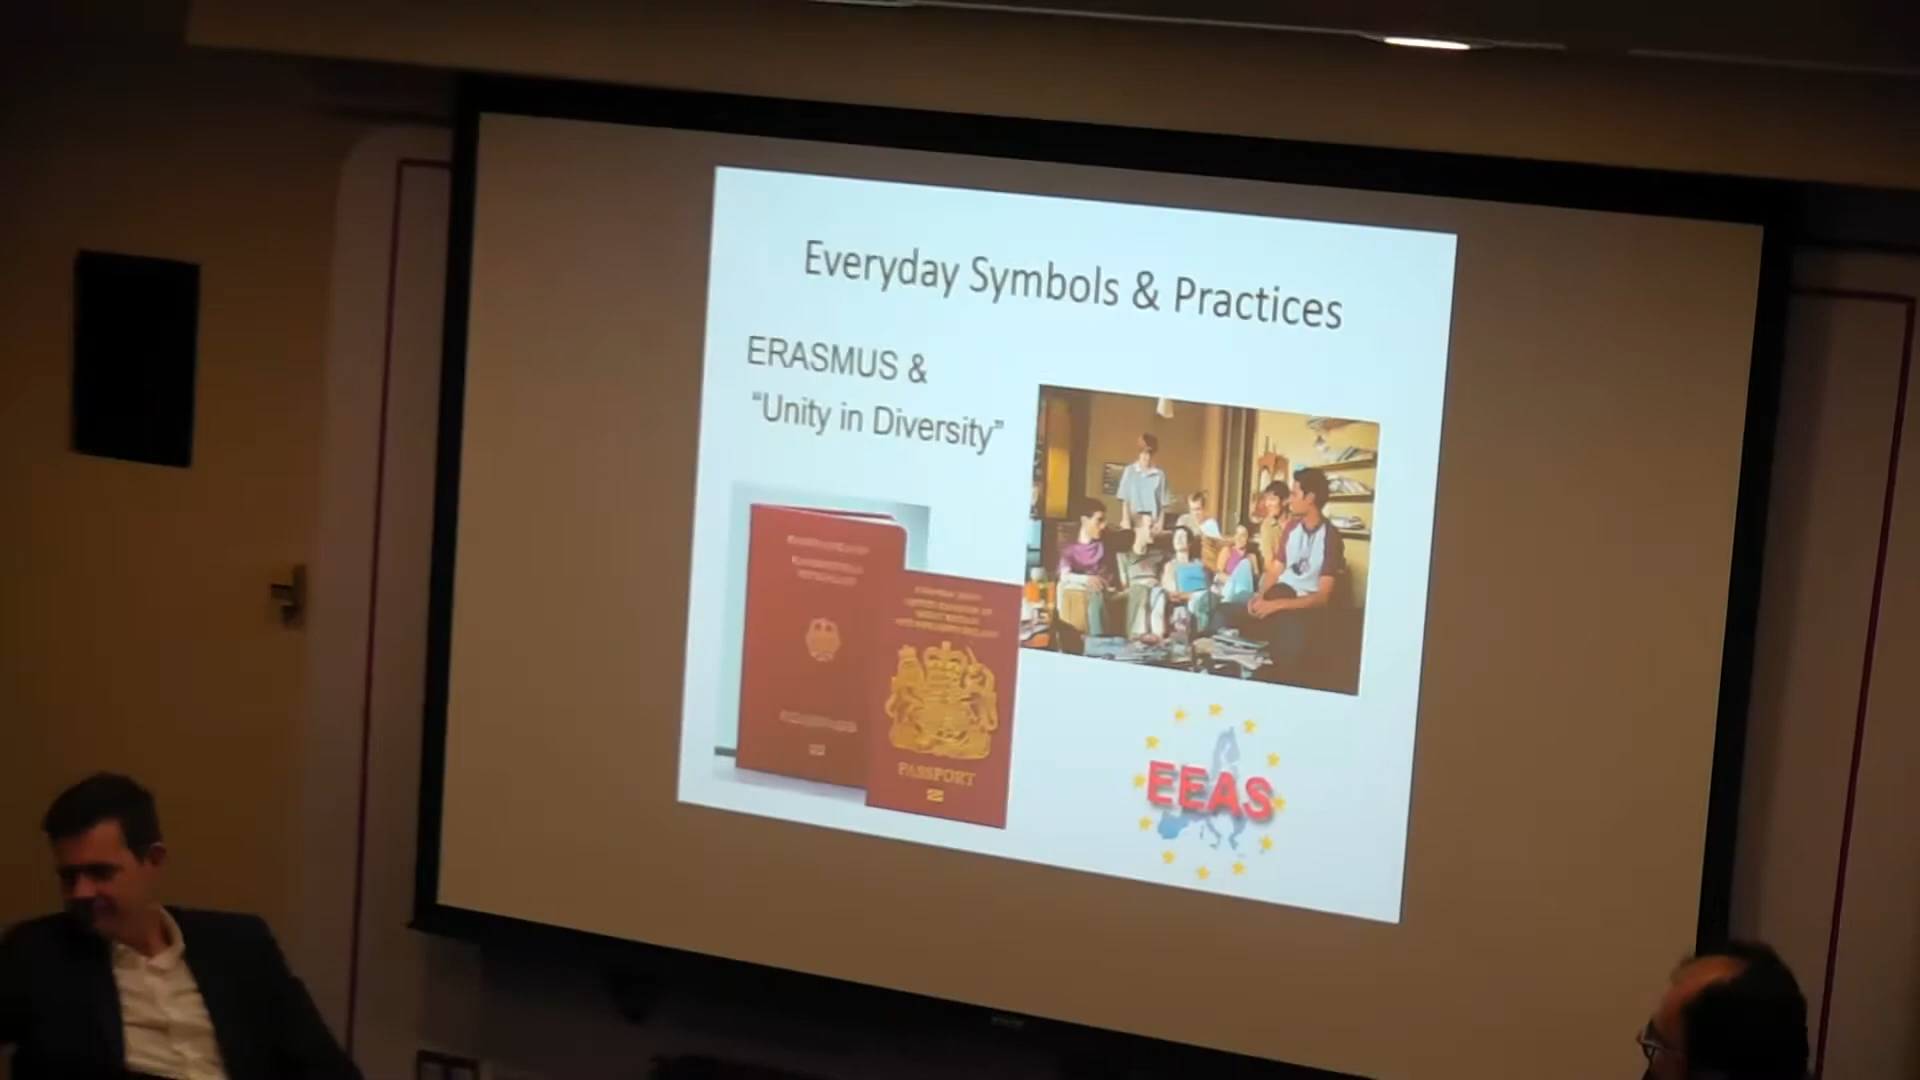 Everyday Symbols & Practices
ERASMUS &
“Unity in Diversity”
PASSPORT
EEAS